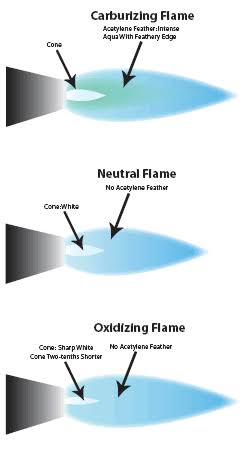 Carburizing Flame
Acetylene Feather:Intense
Aqua With Feathery Edge
Cone
Neutral Flame
No Acetylene Feather
Cone:White
Oxidizing Flame
Cone: Sharp White
Cone Two-tenths Shorter
No Acetylene Feather